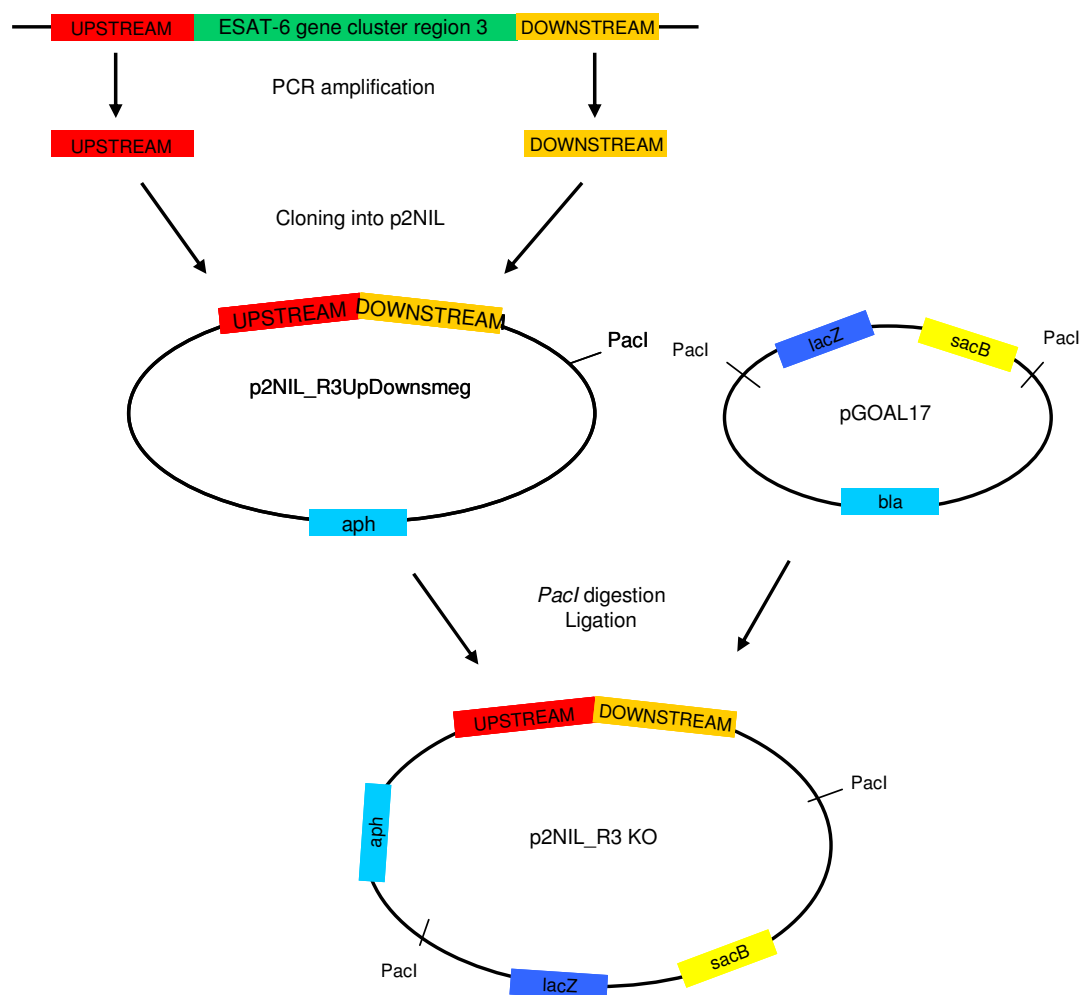 UPSTREAM
ESAT-6 gene cluster region 3
DOWNSTREAM
PCR amplification
UPSTREAM
DOWNSTREAM
Cloning into p2NIL
UPSTREAM
DOWNSTREAM
PacI
p2NIL_R3UpDownsmeg
aph
PacI
lacZ
sacB
PacI
pGOAL17
bla
PacI digestion
Ligation
UPSTREAM
DOWNSTREAM
PacI
aph
p2NIL_R3 KO
PacI
lacZ
sacB